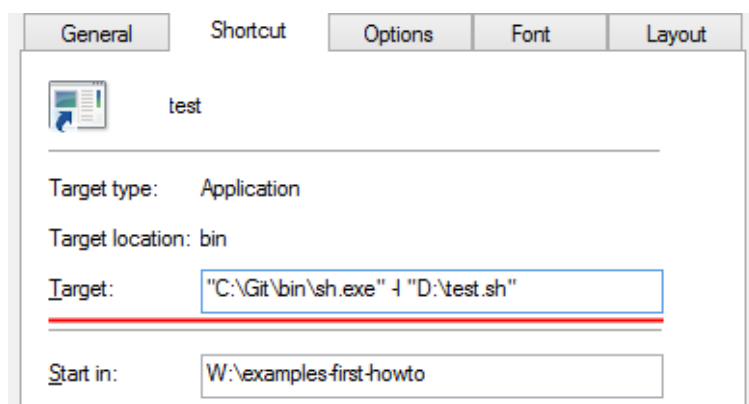 General Shortcut Options Font Layout
test
Target type: Application
Target location: bin
Target: "C:\Git\bin\sh.exe" -l "D:\test.sh"
Start in: W:\examples-first-howto